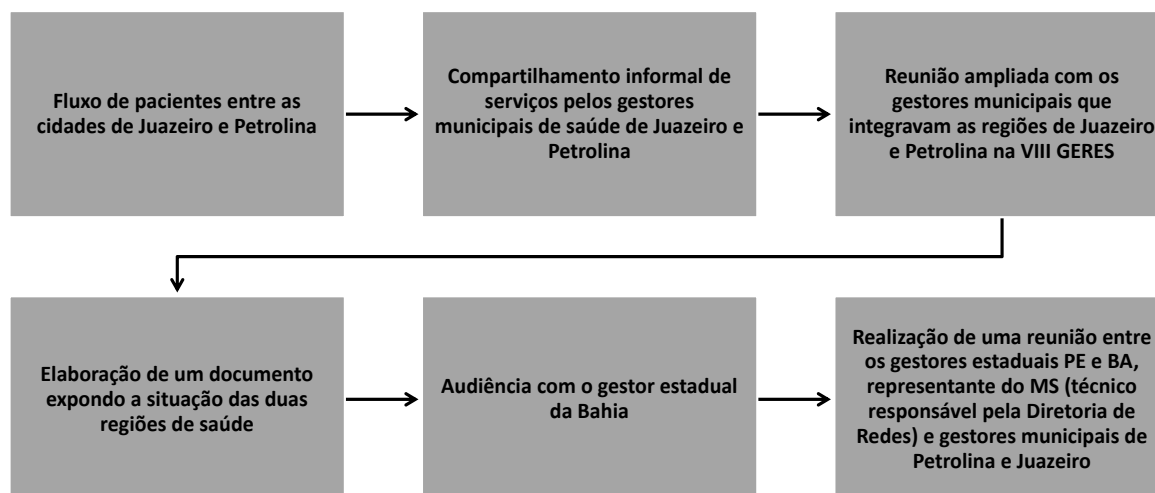 Fluxo de pacientes entre as
cidades de Juazeiro e Petrolina
Compartilhamento informal de
serviços pelos gestores
municipais de saúde de Juazeiro e
Petrolina
Reunião ampliada com os
gestores municipais que
integravam as regiões de Juazeiro
e Petrolina na VIII GERES
Elaboração de um documento
expondo a situação das duas
regiões de saúde
Audiência com o gestor estadual
da Bahia
Realização de uma reunião entre
os gestores estaduais PE e BA,
representante do MS (técnico
responsável pela Diretoria de
Redes) e gestores municipais de
Petrolina e Juazeiro